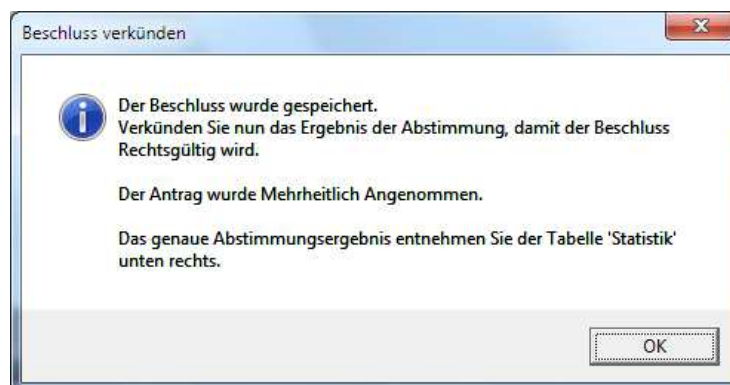 Beschluss verkünden
Der Beschluss wurde gespeichert.
Verkünden Sie nun das Ergebnis der Abstimmung, damit der Beschluss
Rechtsgültig wird.
Der Antrag wurde Mehrheitlich Angenommen.
Das genaue Abstimmungsergebnis entnehmen Sie der Tabelle 'Statistik'
unten rechts.
OK